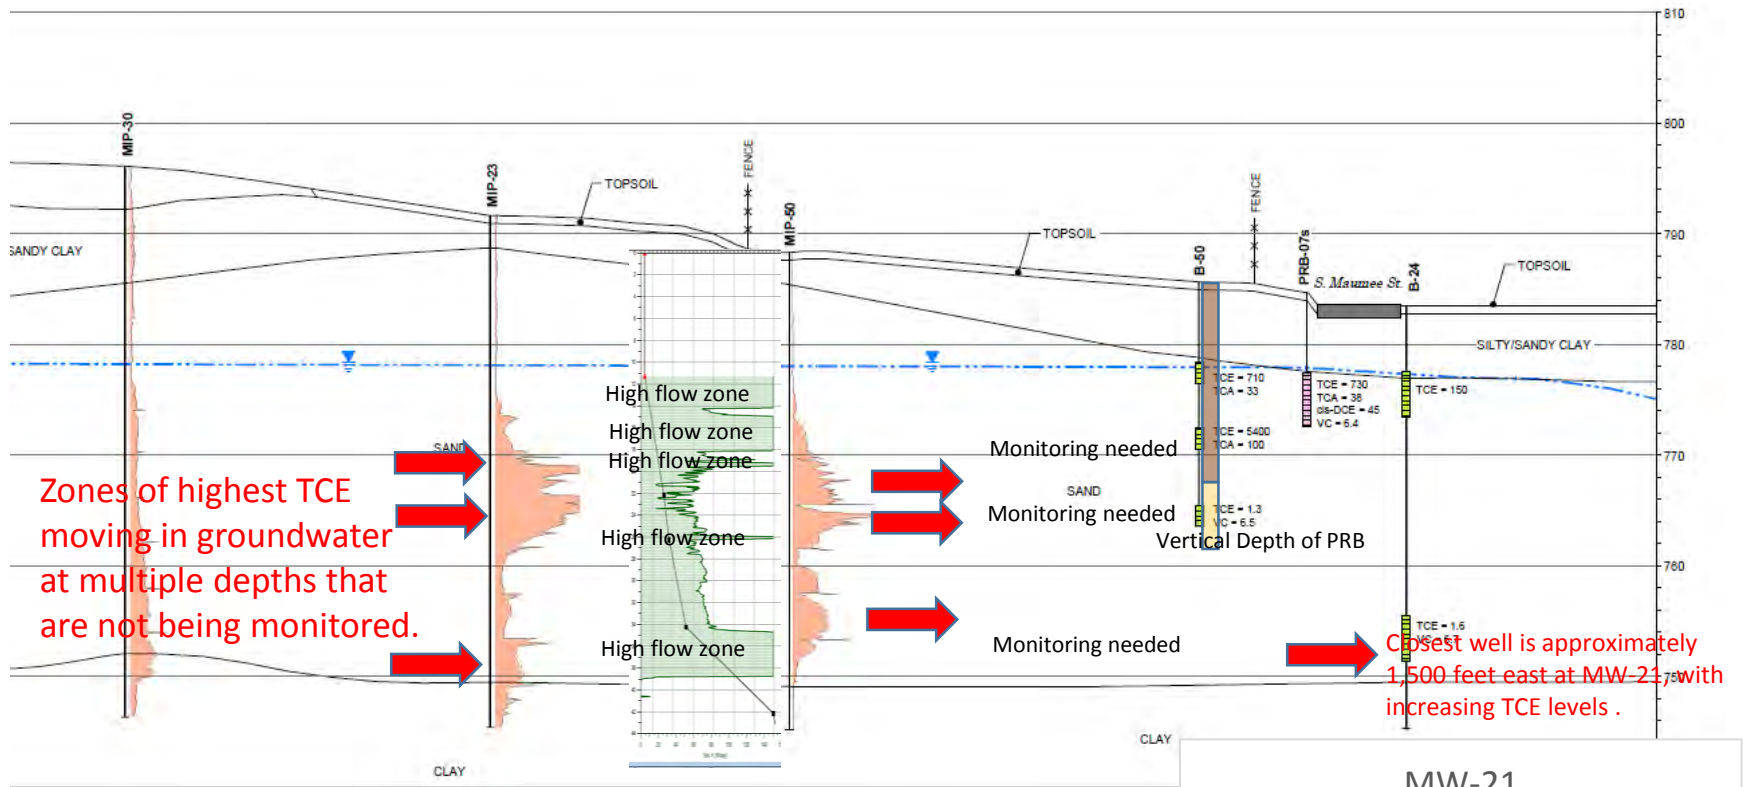 810
800
790
780
770
760
750
MIP-30
MIP-23
TOPSOIL
FENCE
MIP-50
TOPSOIL
B-50
FENCE
PRB-07s
S. Maumee St.
B-24
TOPSOIL
SANDY CLAY
SILTY/SANDY CLAY
High flow zone
High flow zone
High flow zone
High flow zone
High flow zone
TCE = 710
TCA = 33
TCE = 730
TCA = 38
cis-DCE = 45
VC = 6.4
TCE = 150
TCE = 5400
TCA = 100
SAND
Monitoring needed
SAND
Monitoring needed
TCE = 1.3
VC = 6.5
Vertical Depth of PRB
Zones of highest TCE
moving in groundwater
at multiple depths that
are not being monitored.
Monitoring needed
TCE = 1.6
Closest well is approximately
1,500 feet east at MW-21, with
increasing TCE levels .
CLAY
CLAY
MW-21